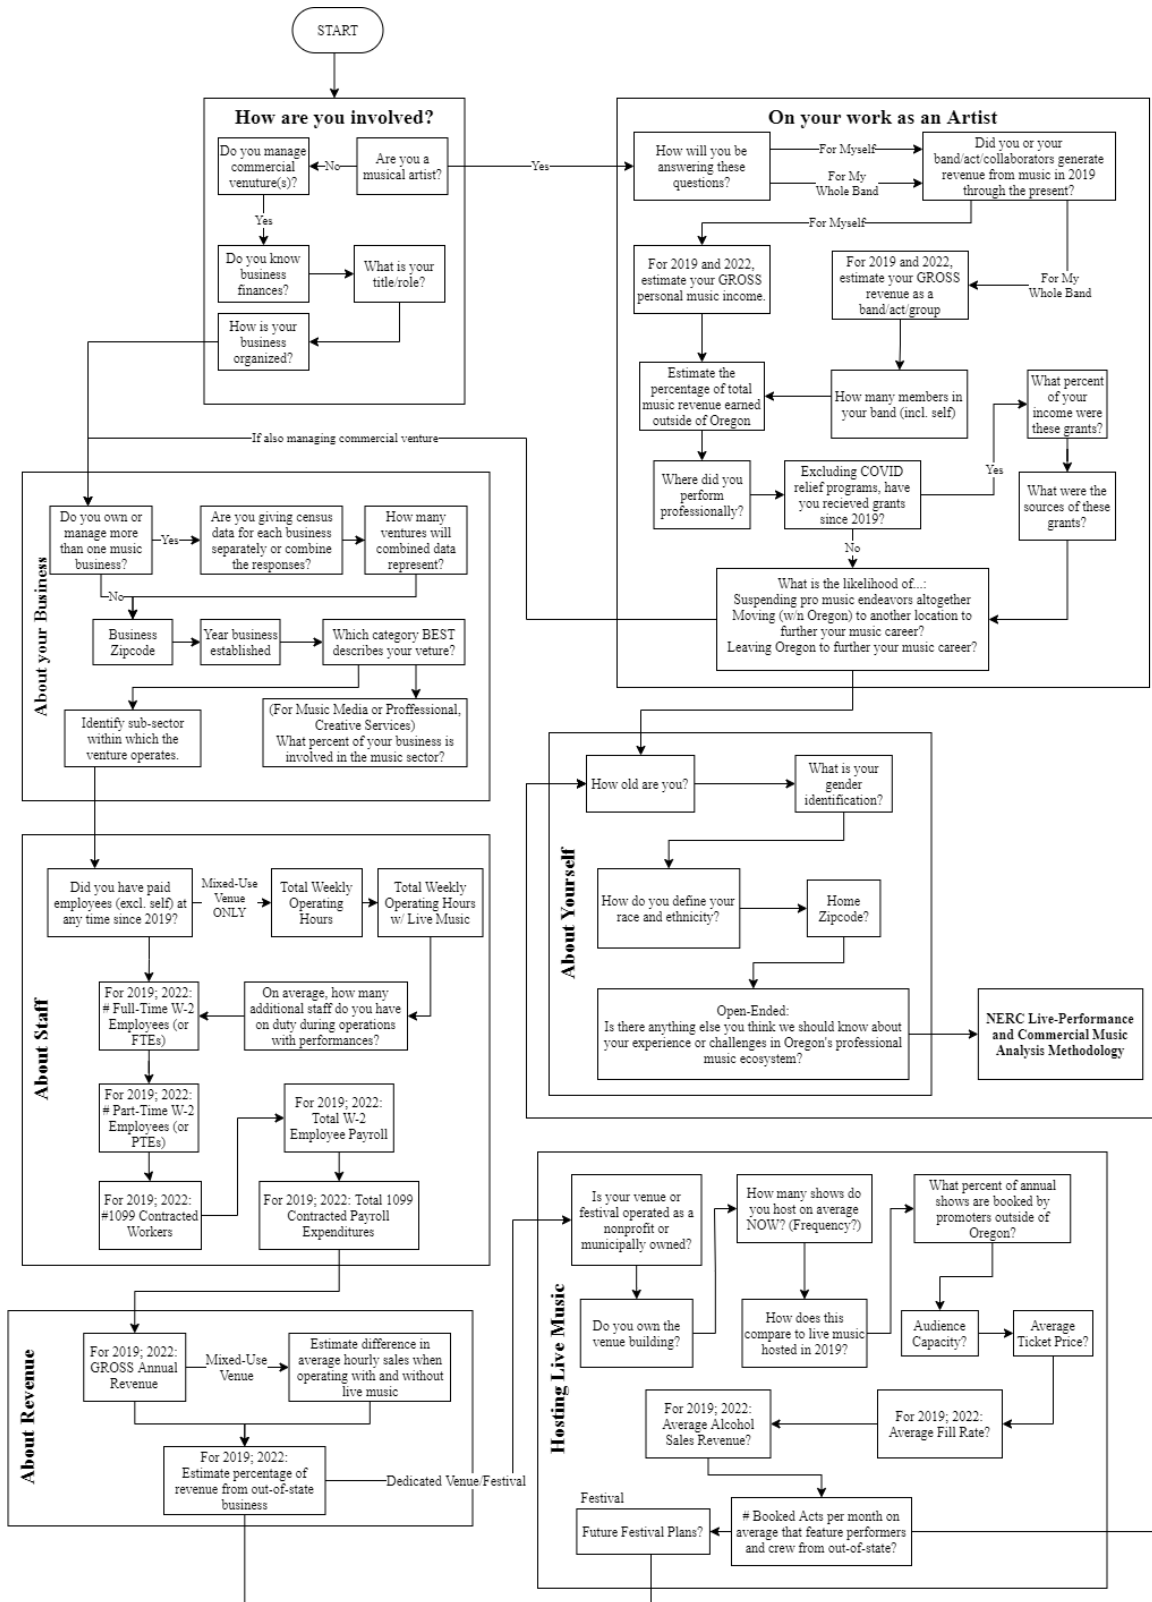 START
How are you involved?
Do you manage
commercial
venuture(s)?
No
Are you a
musical artist?
Yes
Yes
Do you know
business
finances?
What is your
title/role?
How is your
business
organized?
On your work as an Artist
How will you be
answering these
questions?
For Myself
For My
Whole Band
Did you or your
band/act/collaborators generate
revenue from music in 2019
through the present?
For Myself
For My
Whole Band
For 2019 and 2022,
estimate your GROSS
personal music income.
For 2019 and 2022,
estimate your GROSS
revenue as a
band/act/group
Estimate the
percentage of total
music revenue earned
outside of Oregon
How many members in
your band (incl. self)
What percent
of your
income were
these grants?
Where did you
perform
professionally?
Excluding COVID
relief programs, have
you recieved grants
since 2019?
Yes
What were the
sources of these
grants?
No
What is the likelihood of...:
Suspending pro music endeavors altogether
Moving (w/n Oregon) to another location to
further your music career?
Leaving Oregon to further your music career?
If also managing commercial venture
About your Business
Do you own or
manage more
than one music
business?
Yes
Are you giving census
data for each business
separately or combine
the responses?
How many
ventures will
combined data
represent?
No
Business
Zipcode
Year business
established
Which category BEST
describes your veture?
Identify sub-sector
within which the
venture operates.
(For Music Media or Proffessional,
Creative Services)
What percent of your business is
involved in the music sector?
About Staff
Did you have paid
employees (excl. self) at
any time since 2019?
Mixed-Use
Venue
ONLY
Total Weekly
Operating
Hours
Total Weekly
Operating Hours
w/ Live Music
For 2019; 2022:
# Full-Time W-2
Employees (or
FTEs)
On average, how many
additional staff do you have
on duty during operations
with performances?
For 2019; 2022:
# Part-Time W-2
Employees (or
PTEs)
For 2019; 2022:
Total W-2
Employee Payroll
For 2019; 2022:
#1099 Contracted
Workers
For 2019; 2022: Total 1099
Contracted Payroll
Expenditures
About Revenue
For 2019; 2022:
GROSS Annual
Revenue
Mixed-Use
Venue
Estimate difference in
average hourly sales when
operating with and without
live music
For 2019; 2022:
Estimate percentage of
revenue from out-of-state
business
Dedicated Venue/Festival
About Yourself
How old are you?
What is your
gender
identification?
How do you define your
race and ethnicity?
Home
Zipcode?
Open-Ended:
Is there anything else you think we should know about
your experience or challenges in Oregon's professional
music ecosystem?
NERC Live-Performance
and Commercial Music
Analysis Methodology
Hosting Live Music
Is your venue or
festival operated as a
nonprofit or
municipally owned?
How many shows do
you host on average
NOW? (Frequency?)
What percent of annual
shows are booked by
promoters outside of
Oregon?
Do you own the
venue building?
How does this
compare to live music
hosted in 2019?
Audience
Capacity?
Average
Ticket Price?
For 2019; 2022:
Average Alcohol
Sales Revenue?
For 2019; 2022:
Average Fill Rate?
Festival
Future Festival Plans?
# Booked Acts per month on
average that feature performers
and crew from out-of-state?